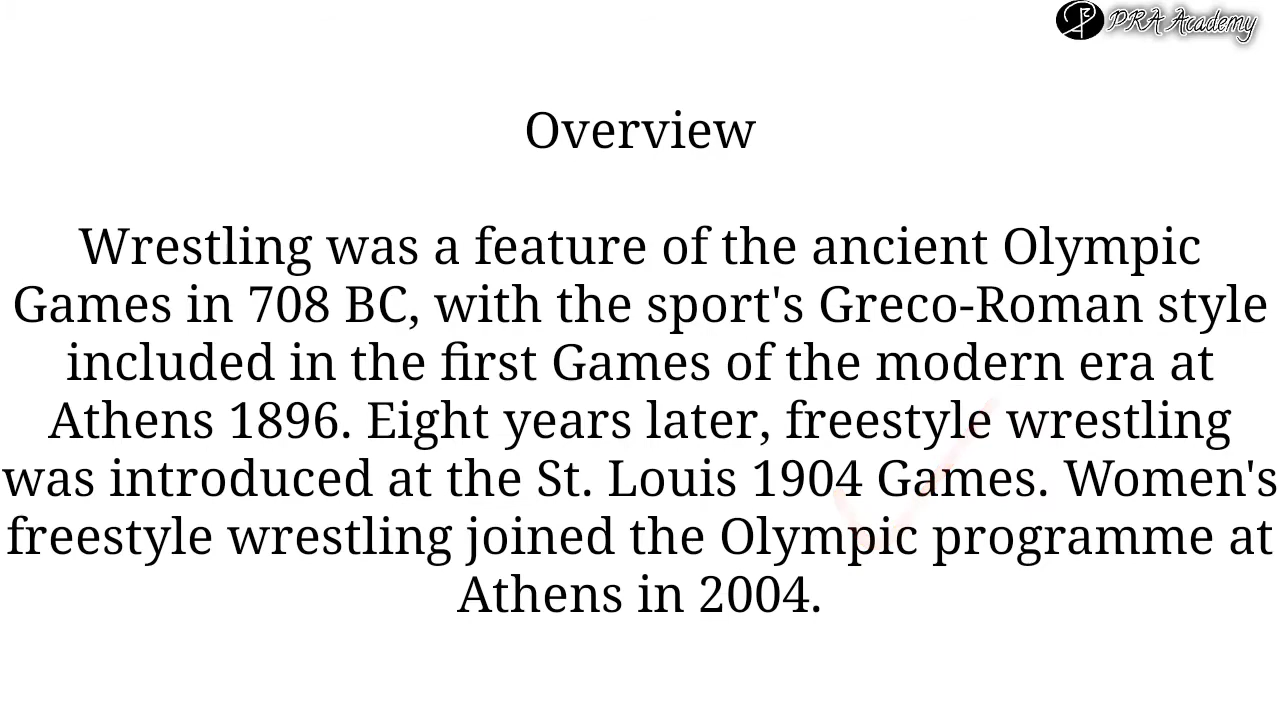 PRA Academy
Overview
Wrestling was a feature of the ancient Olympic
Games in 708 BC, with the sport's Greco-Roman style
included in the first Games of the modern era at
Athens 1896. Eight years later, freestyle wrestling
was introduced at the St. Louis 1904 Games. Women's
freestyle wrestling joined the Olympic programme at
Athens in 2004.